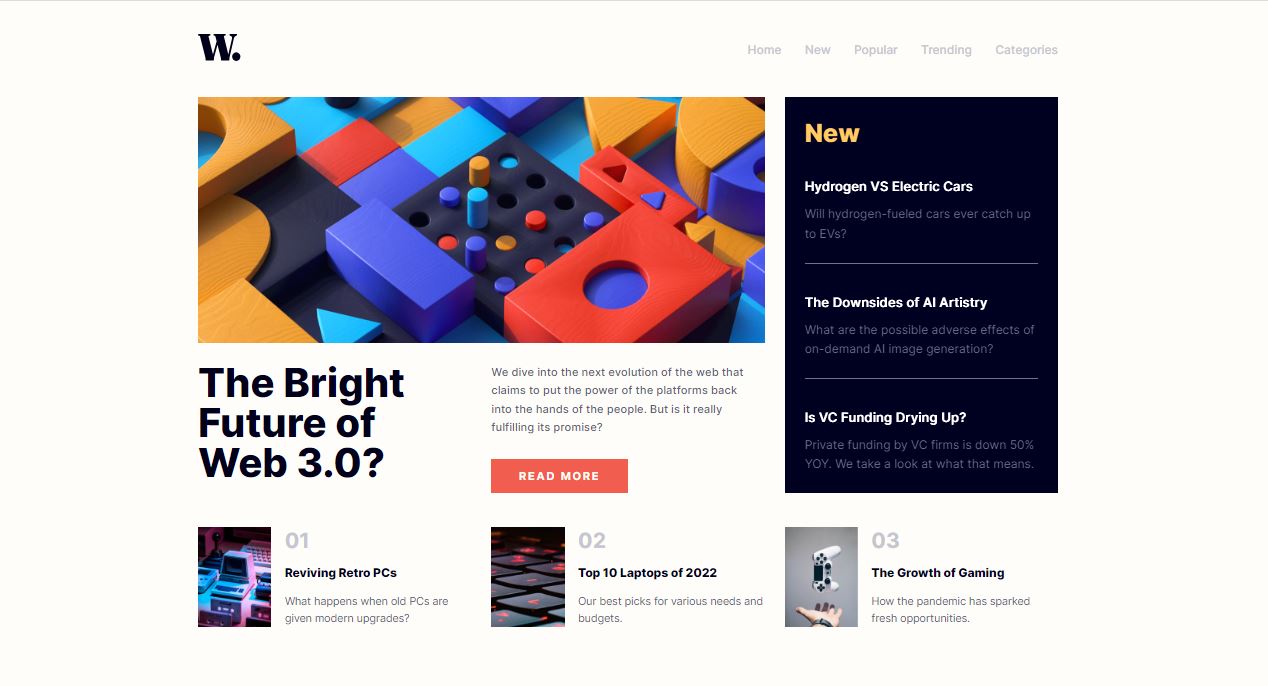 W.
Home New Popular Trending Categories
The Bright
Future of
Web 3.0?
We dive into the next evolution of the web that
claims to put the power of the platforms back
into the hands of the people. But is it really
fulfilling its promise?
READ MORE
New
Hydrogen VS Electric Cars
Will hydrogen-fueled cars ever catch up
to EVs?
The Downsides of AI Artistry
What are the possible adverse effects of
on-demand AI image generation?
Is VC Funding Drying Up?
Private funding by VC firms is down 50%
YOY. We take a look at what that means.
01
Reviving Retro PCs
What happens when old PCs are
given modern upgrades?
02
Top 10 Laptops of 2022
Our best picks for various needs and
budgets.
03
The Growth of Gaming
How the pandemic has sparked
fresh opportunities.